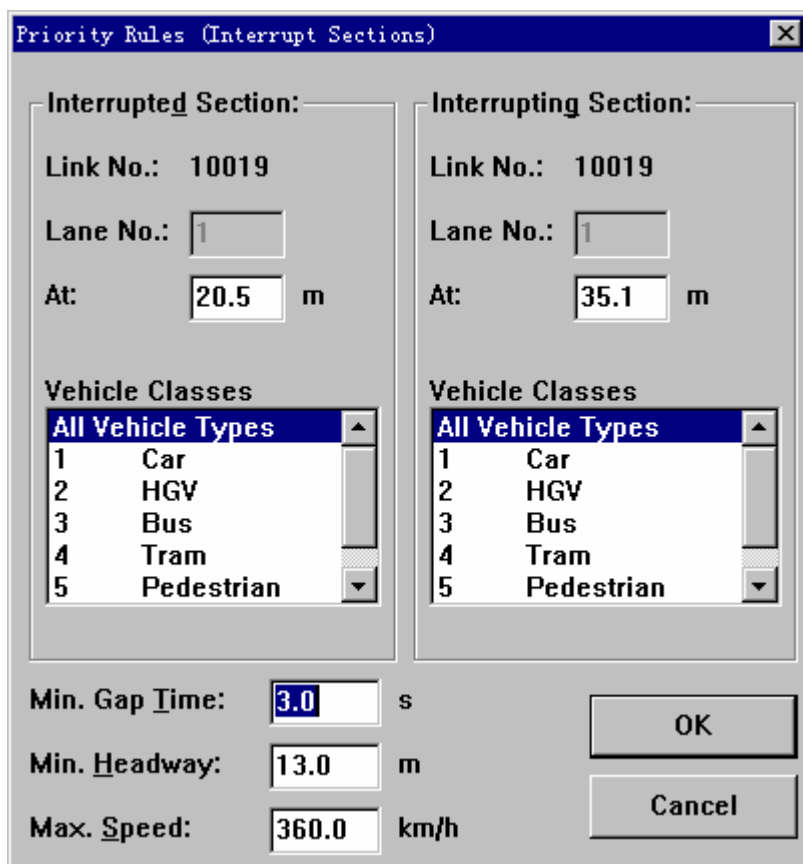 Priority Rules (Interrupt Sections)
Interrupted Section:
Link No.: 10019
Lane No.: 1
At: 20.5 m
Vehicle Classes
All Vehicle Types
1 Car
2 HGV
3 Bus
4 Tram
5 Pedestrian
Interrupting Section:
Link No.: 10019
Lane No.: 1
At: 35.1 m
Vehicle Classes
All Vehicle Types
1 Car
2 HGV
3 Bus
4 Tram
5 Pedestrian
Min. Gap Time: 3.0 s
Min. Headway: 13.0 m
Max. Speed: 360.0 km/h
OK
Cancel